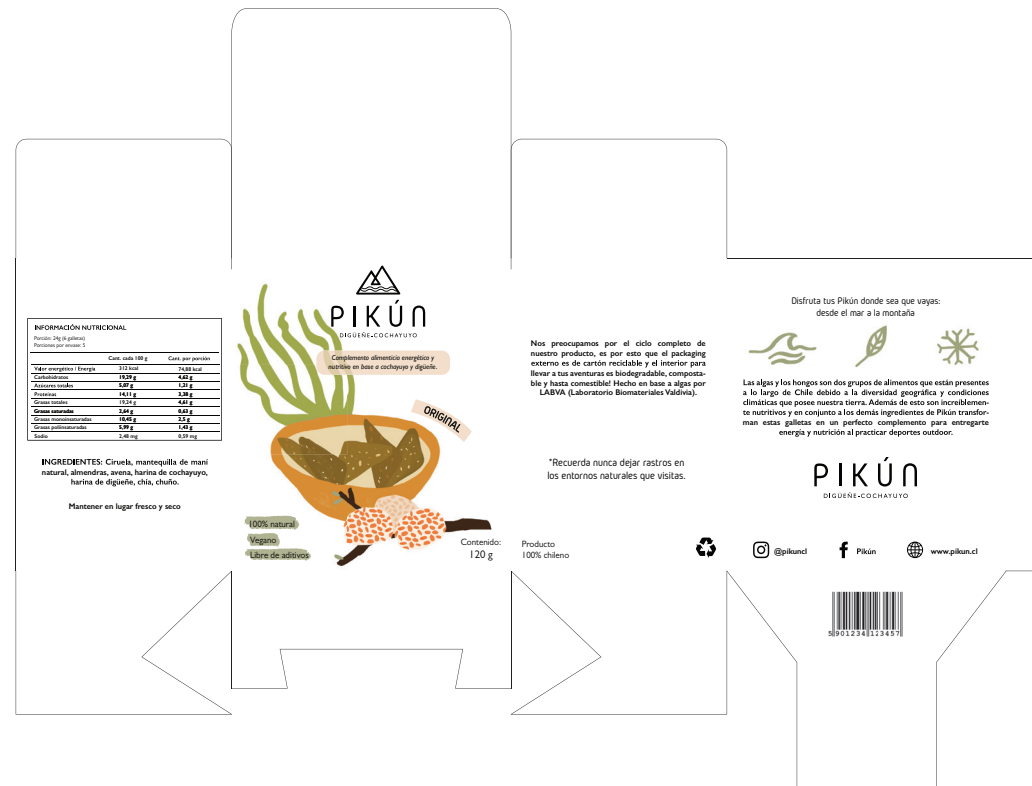 INFORMACIÓN NUTRICIONAL
Porción: 24g (6 galletas)
Porciones por envase: 5
Cant. cada 100 g Cant. por porción
Valor energético / Energía 312 kcal 74,88 kcal
Carbohidratos 19,29 g 4,62 g
Azúcares totales 5,07 g 1,21 g
Proteínas 14,11 g 3,38 g
Grasas totales 19,24 g 4,61 g
Grasas saturadas 2,64 g 0,63 g
Grasas monoinsaturadas 10,45 g 2,5 g
Grasas poliinsaturadas 5,99 g 1,43 g
Sodio 2,48 mg 0,59 mg
INGREDIENTES: Ciruela, mantequilla de maní
natural, almendras, avena, harina de cochayuyo,
harina de digüeñe, chía, chuño.
Mantener en lugar fresco y seco
PIKÚN
DIGÜEÑE-COCHAYUYO
Complemento alimenticio energético y
nutritivo en base a cochayuyo y digüeñe.
ORIGINAL
100% natural
Vegano
Libre de aditivos
Contenido:
120 g
Nos preocupamos por el ciclo completo de
nuestro producto, es por esto que el packaging
externo es de cartón reciclable y el interior para
llevar a tus aventuras es biodegradable, composta-
ble y hasta comestible! Hecho en base a algas por
LABVA (Laboratorio Biomateriales Valdivia).
*Recuerda nunca dejar rastros en
los entornos naturales que visitas.
Producto
100% chileno
Disfruta tus Pikún donde sea que vayas:
desde el mar a la montaña
Las algas y los hongos son dos grupos de alimentos que están presentes
a lo largo de Chile debido a la diversidad geográfica y condiciones
climáticas que posee nuestra tierra. Además de esto son increíblemen-
te nutritivos y en conjunto a los demás ingredientes de Pikún transfor-
man estas galletas en un perfecto complemento para entregarte
energía y nutrición al practicar deportes outdoor.
PIKÚN
DIGÜEÑE-COCHAYUYO
@pikuncl Pikún www.pikun.cl
5 901234 123457